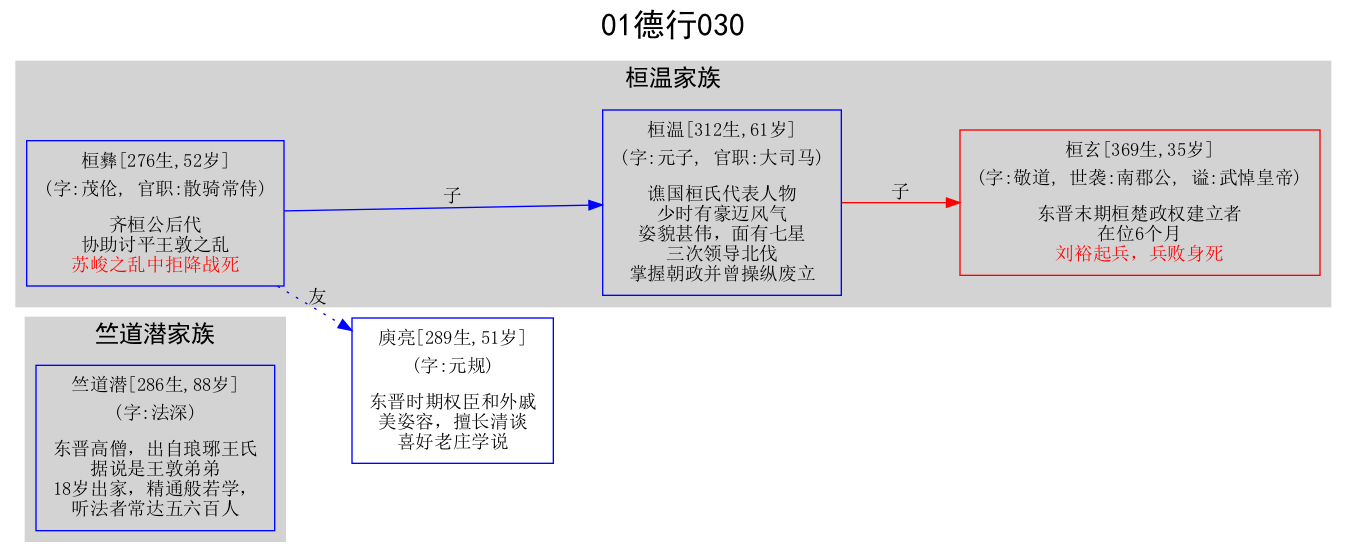 01德行030
桓温家族
桓彝[276生,52岁]
(字:茂伦, 官职:散骑常侍)
齐桓公后代
协助讨平王敦之乱
苏峻之乱中拒降战死
子
桓温[312生,61岁]
(字:元子, 官职:大司马)
谯国桓氏代表人物
少时有豪迈风气
姿貌甚伟，面有七星
三次领导北伐
掌握朝政并曾操纵废立
子
桓玄[369生,35岁]
(字:敬道, 世袭:南郡公, 谥:武悼皇帝)
东晋末期桓楚政权建立者
在位6个月
刘裕起兵，兵败身死
友
庾亮[289生,51岁]
(字:元规)
东晋时期权臣和外戚
美姿容，擅长清谈
喜好老庄学说
竺道潜家族
竺道潜[286生,88岁]
(字:法深)
东晋高僧，出自琅琊王氏
据说是王敦弟弟
18岁出家，精通般若学，
听法者常达五六百人